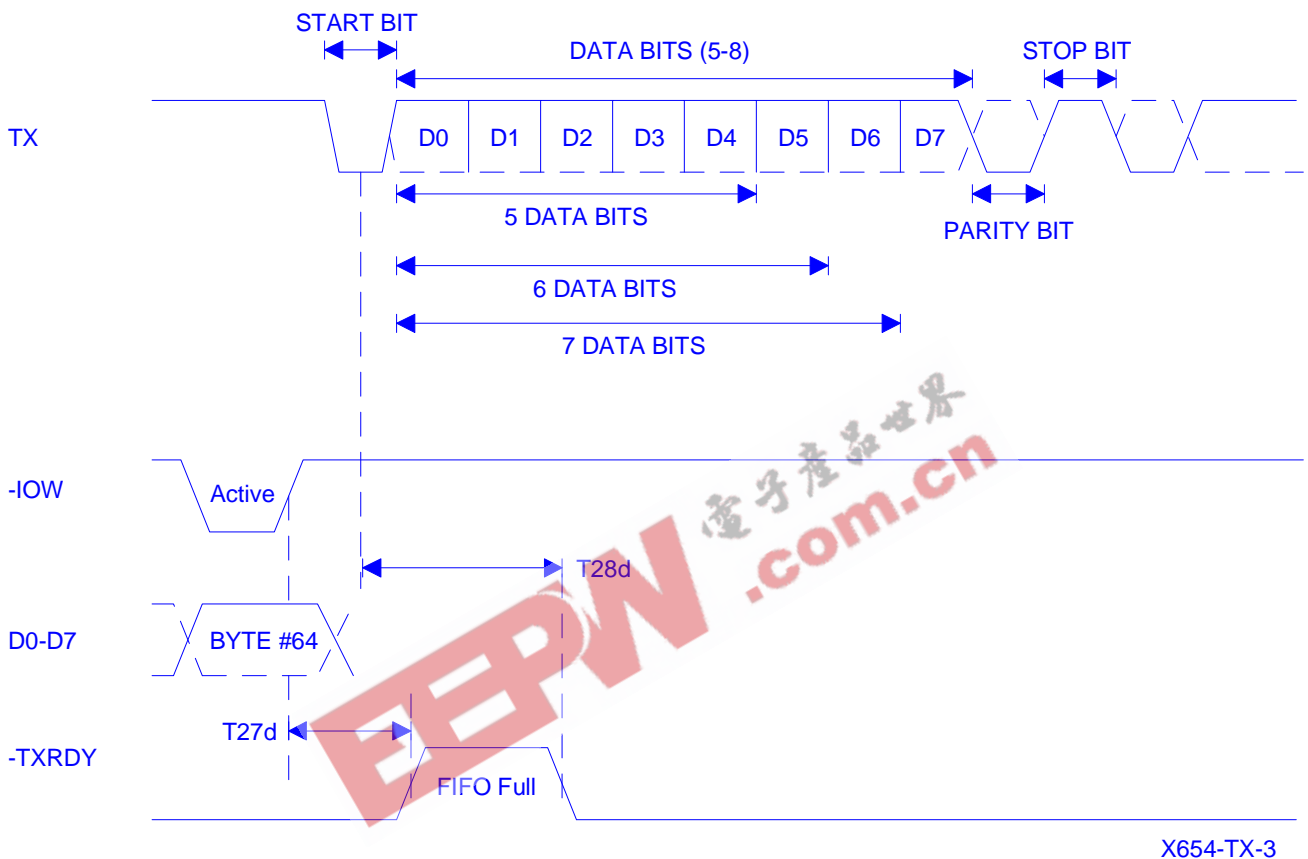 START BIT
DATA BITS (5-8)
STOP BIT
TX
D0 D1 D2 D3 D4 D5 D6 D7
5 DATA BITS
PARITY BIT
6 DATA BITS
7 DATA BITS
-IOW
Active
電子產品世界
.com.cn
EEPW
T28d
D0-D7
BYTE #64
T27d
-TXRDY
FIFO Full
X654-TX-3